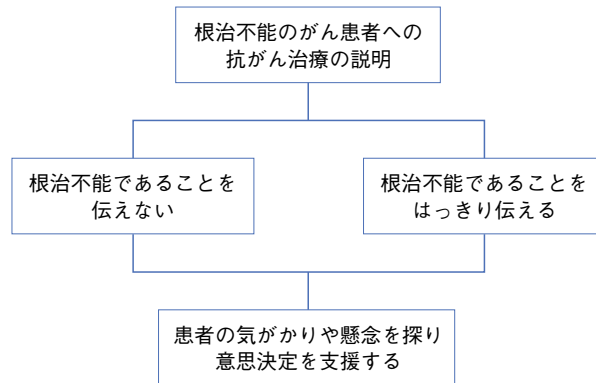 根治不能のがん患者への
抗がん治療の説明
根治不能であることを
伝えない
根治不能であることを
はっきり伝える
患者の気がかりや懸念を探り
意思決定を支援する